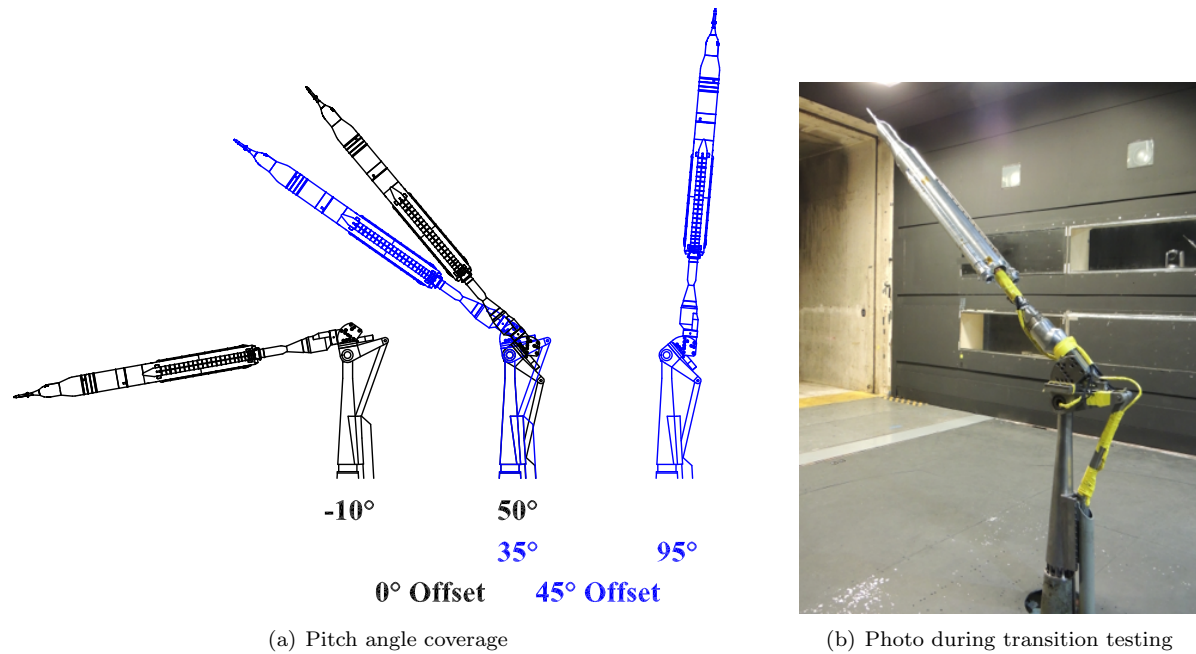 -10° 50°
35° 95°
0° Offset 45° Offset
(a) Pitch angle coverage
(b) Photo during transition testing